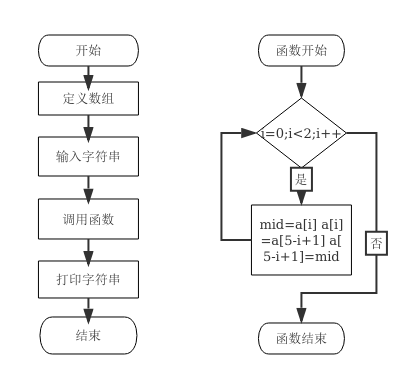 开始
定义数组
输入字符串
调用函数
打印字符串
结束
函数开始
i=0;i<2;i++
是
mid=a[i] a[i]
=a[5-i+1] a[
5-i+1]=mid
否
函数结束